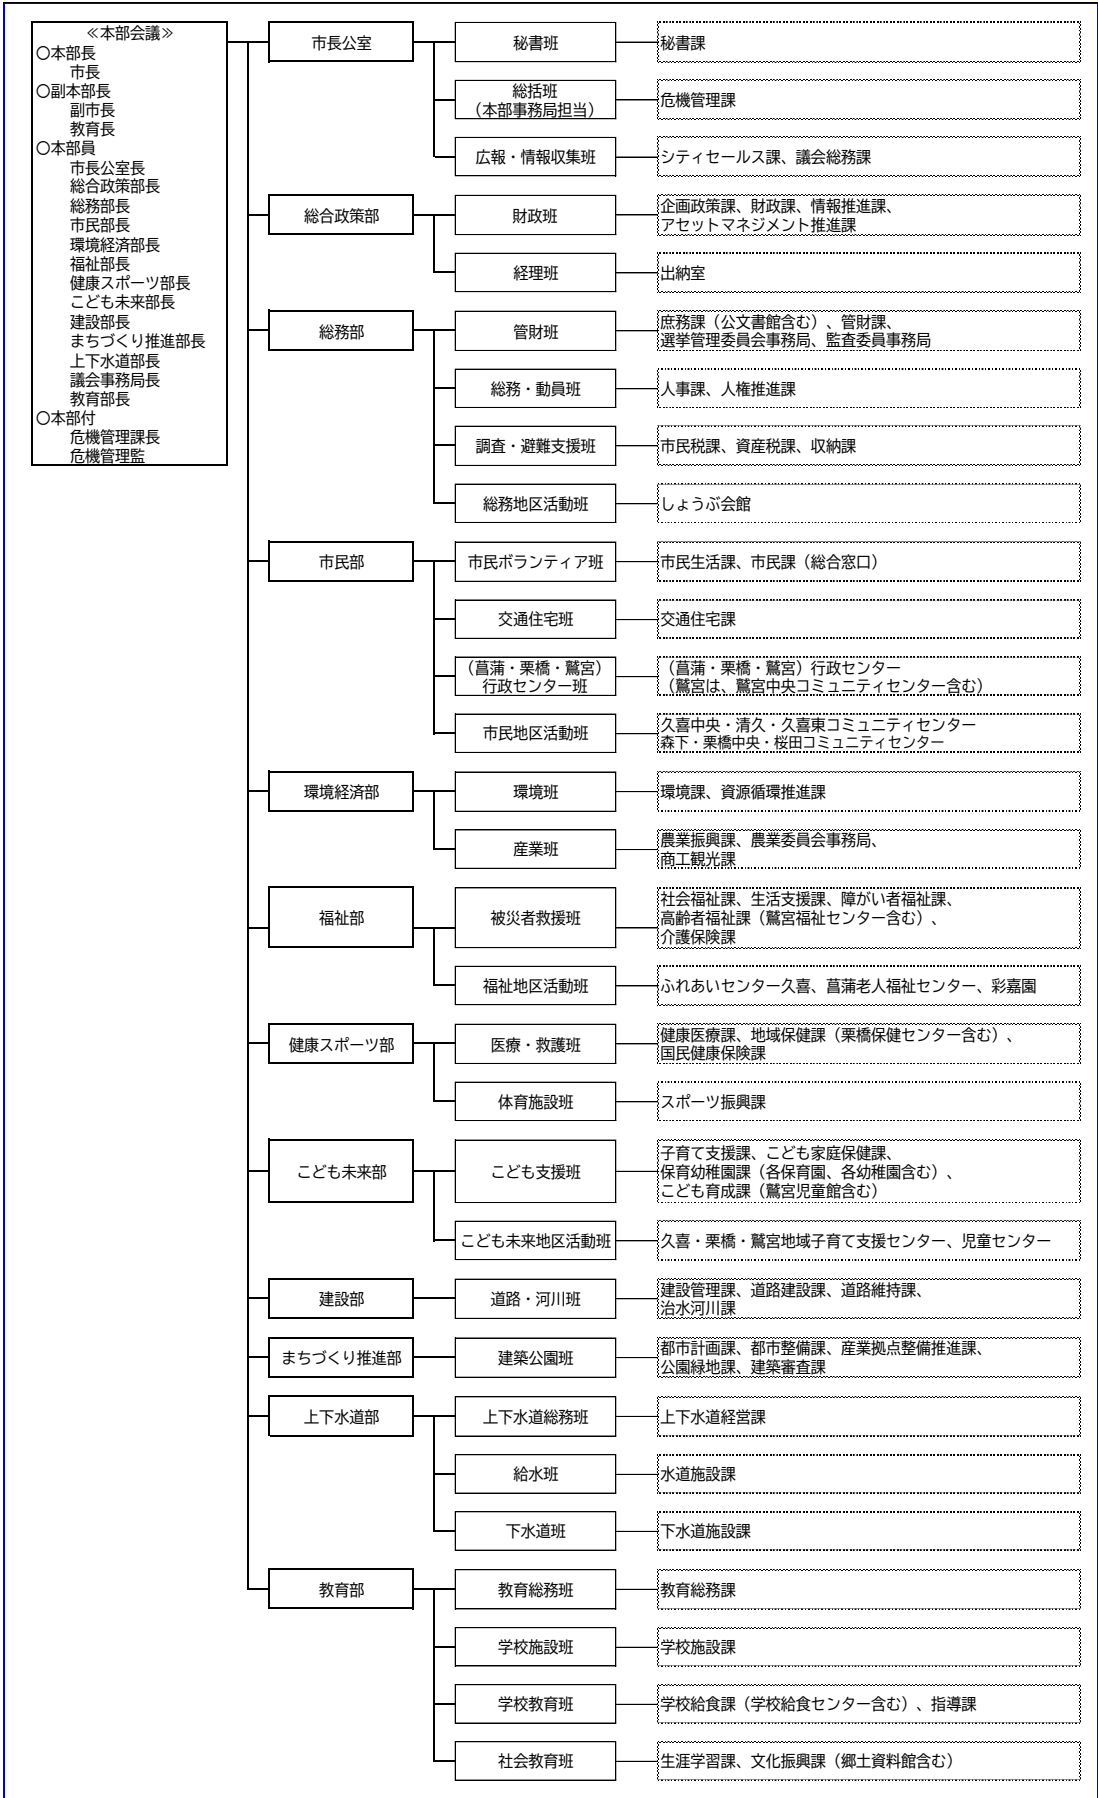 ≪本部会議≫
〇本部長
市長
〇副本部長
副市長
教育長
〇本部員
市長公室長
総合政策部長
総務部長
市民部長
環境経済部長
福祉部長
健康スポーツ部長
こども未来部長
建設部長
まちづくり推進部長
上下水道部長
議会事務局長
教育部長
〇本部付
危機管理課長
危機管理監
市長公室
秘書班
秘書課
総括班
（本部事務局担当）
危機管理課
広報・情報収集班
シティセールス課、議会総務課
総合政策部
財政班
企画政策課、財政課、情報推進課、
アセットマネジメント推進課
経理班
出納室
総務部
管財班
庶務課（公文書館含む）、管財課、
選挙管理委員会事務局、監査委員事務局
総務・動員班
人事課、人権推進課
調査・避難支援班
市民税課、資産税課、収納課
総務地区活動班
しょうぶ会館
市民部
市民ボランティア班
市民生活課、市民課（総合窓口）
交通住宅班
交通住宅課
（菖蒲・栗橋・鷲宮）
行政センター班
（菖蒲・栗橋・鷲宮）行政センター
（鷲宮は、鷲宮中央コミュニティセンター含む）
市民地区活動班
久喜中央・清久・久喜東コミュニティセンター
森下・栗橋中央・桜田コミュニティセンター
環境経済部
環境班
環境課、資源循環推進課
産業班
農業振興課、農業委員会事務局、
商工観光課
福祉部
被災者救援班
社会福祉課、生活支援課、障がい者福祉課、
高齢者福祉課（鷲宮福祉センター含む）、
介護保険課
福祉地区活動班
ふれあいセンター久喜、菖蒲老人福祉センター、彩嘉園
健康スポーツ部
医療・救護班
健康医療課、地域保健課（栗橋保健センター含む）、
国民健康保険課
体育施設班
スポーツ振興課
こども未来部
こども支援班
子育て支援課、こども家庭保健課、
保育幼稚園課（各保育園、各幼稚園含む）、
こども育成課（鷲宮児童館含む）
こども未来地区活動班
久喜・栗橋・鷲宮地域子育て支援センター、児童センター
建設部
道路・河川班
建設管理課、道路建設課、道路維持課、
治水河川課
まちづくり推進部
建築公園班
都市計画課、都市整備課、産業拠点整備推進課、
公園緑地課、建築審査課
上下水道部
上下水道総務班
上下水道経営課
給水班
水道施設課
下水道班
下水道施設課
教育部
教育総務班
教育総務課
学校施設班
学校施設課
学校教育班
学校給食課（学校給食センター含む）、指導課
社会教育班
生涯学習課、文化振興課（郷土資料館含む）